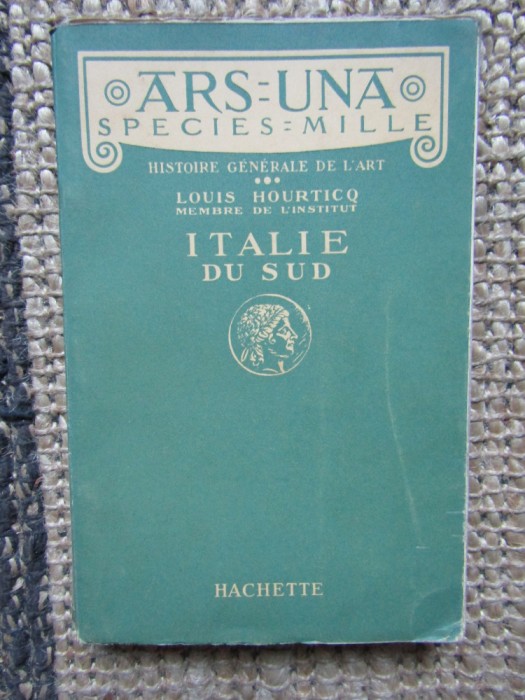 ARS=UNA
SPECIES=MILLE
HISTOIRE GÉNÉRALE DE L'ART
LOUIS HOURTICQ
MEMBRE DE L'INSTITUT
ITALIE
DU SUD
HACHETTE